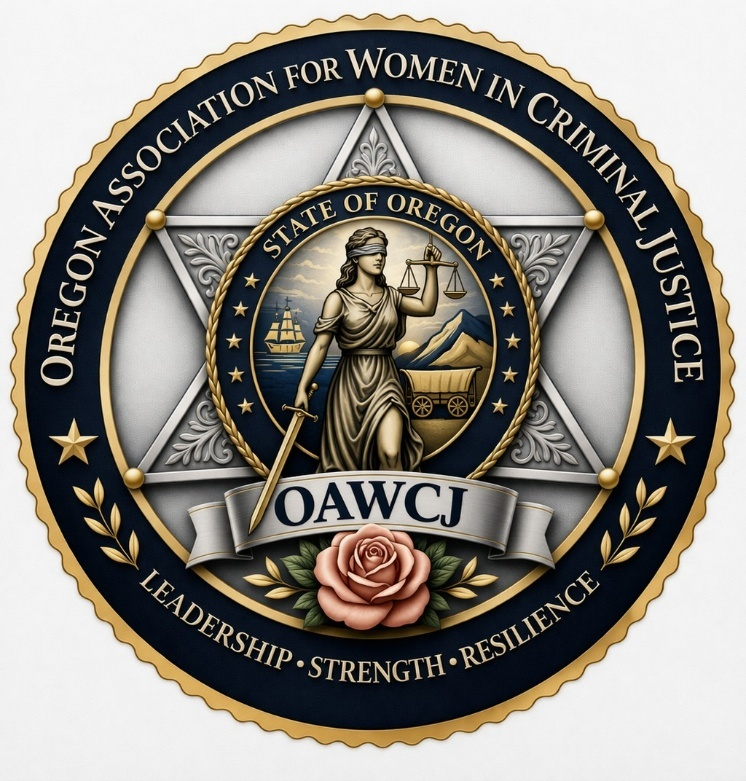 OREGON ASSOCIATION FOR WOMEN IN CRIMINAL JUSTICE
STATE OF OREGON
OAWCJ
LEADERSHIP • STRENGTH • RESILIENCE